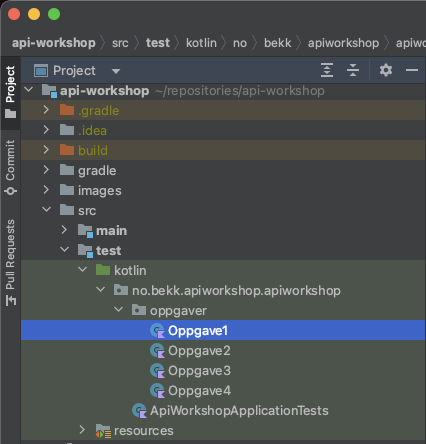 api-workshop 〉 src 〉 test 〉 kotlin 〉 no 〉 bekk 〉 apiworkshop 〉 apiwo
Project
Commit
Pull Requests
Project
api-workshop ~/repositories/api-workshop
.gradle
.idea
build
gradle
images
src
main
test
kotlin
no.bekk.apiworkshop.apiworkshop
oppgaver
Oppgave1
Oppgave2
Oppgave3
Oppgave4
ApiWorkshopApplicationTests
resources